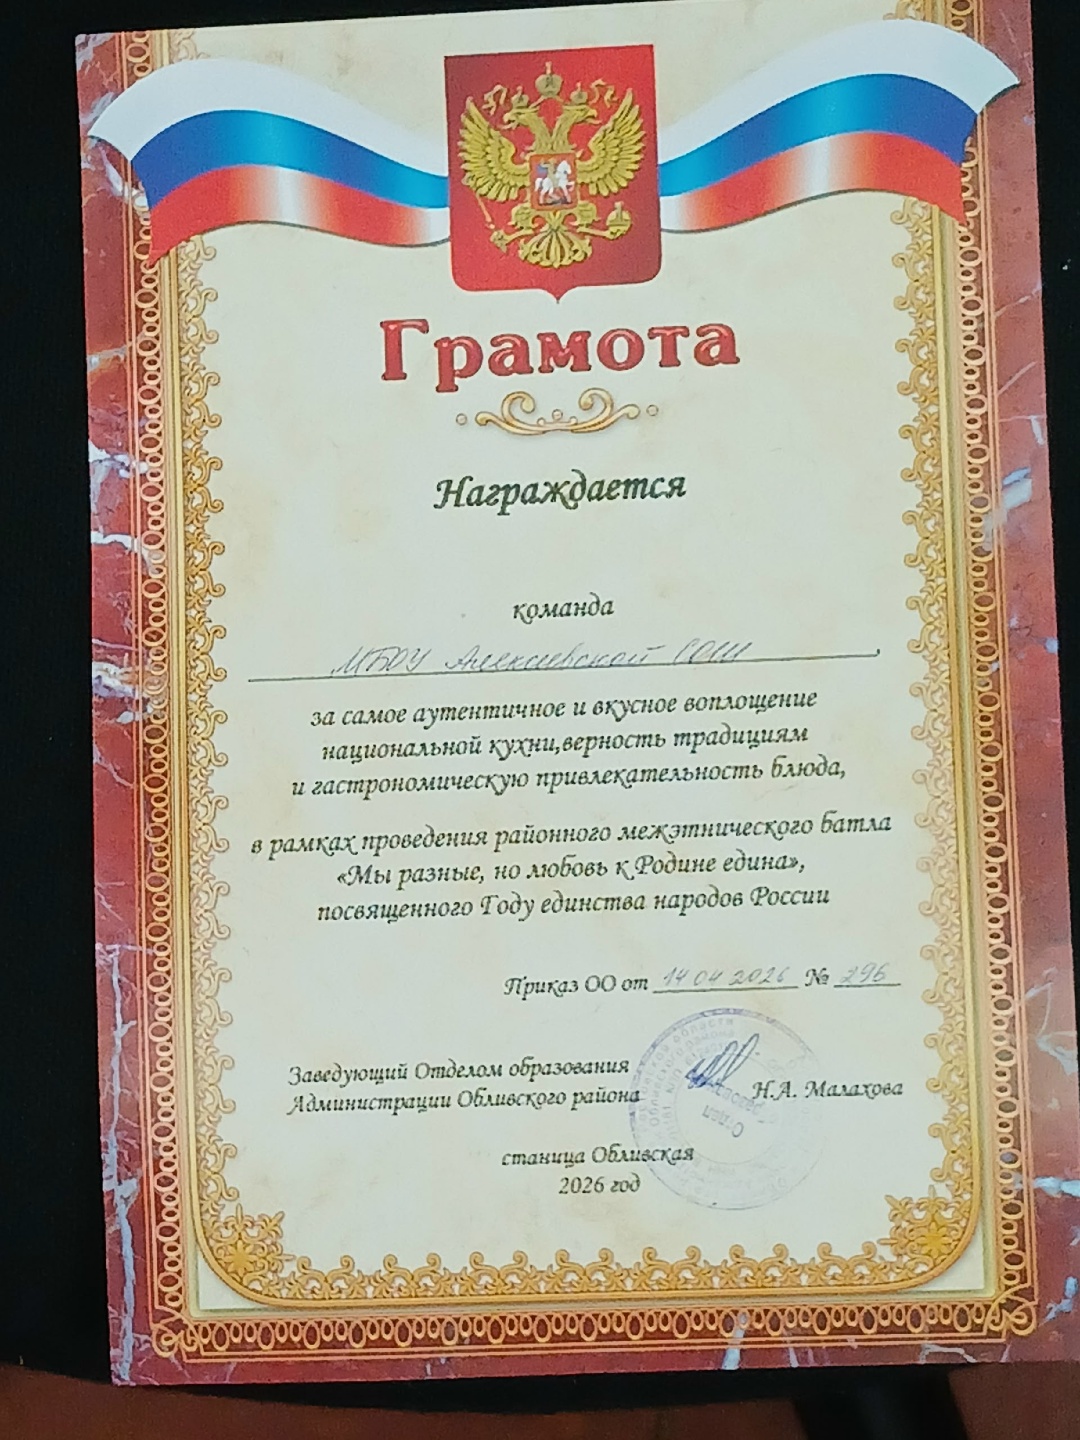 Грамота
Награждается
команда
МБОУ Алексеевской СОШ
за самое аутентичное и вкусное воплощение
национальной кухни,верность традициям
и гастрономическую привлекательность блюда,
в рамках проведения районного межэтнического батла
«Мы разные, но любовь к Родине едина»,
посвященного Году единства народов России
Приказ ОО от 14 04 2026 № 296
Заведующий Отделом образования
Администрации Обливского района
Н.А. Малахова
Отдел
станица Обливская
2026 год